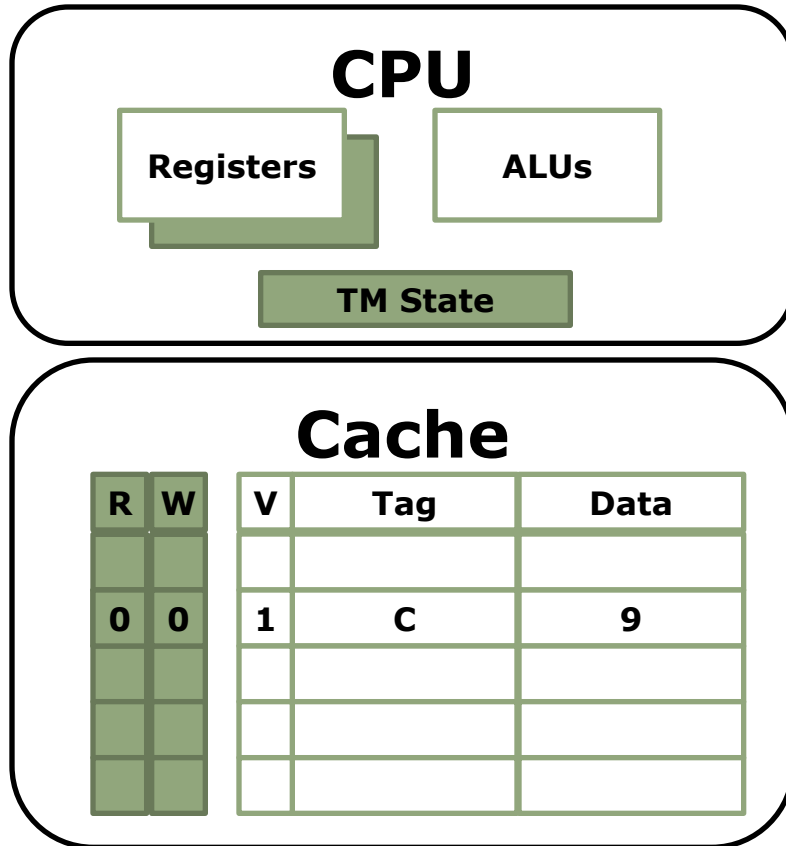 CPU
Registers ALUs
TM State
Cache
R W V Tag Data
0 0 1 C 9